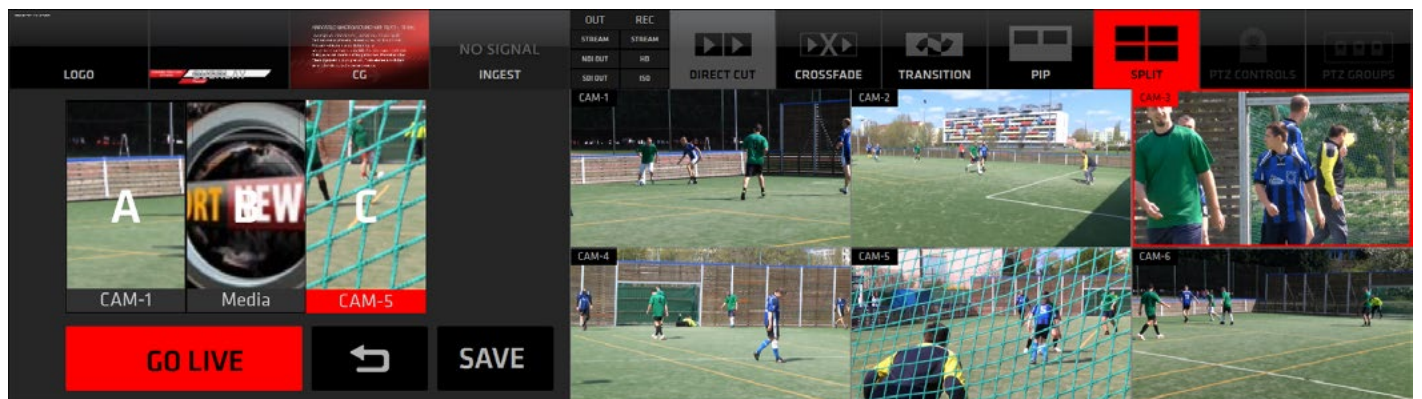 LOGO
CG
NO SIGNAL
INGEST
OUT REC
STREAM STREAM
NDI OUT HD
SDI OUT ISO
DIRECT CUT
CROSSFADE
TRANSITION
PIP
SPLIT
PTZ CONTROLS
PTZ GROUPS
A
B
C
CAM-1
Media
CAM-5
GO LIVE
SAVE
CAM-1
CAM-2
CAM-3
CAM-4
CAM-5
CAM-6